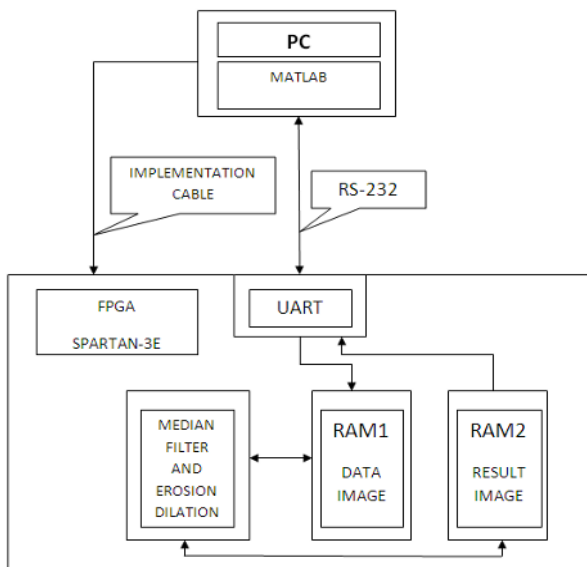 PC
MATLAB
IMPLEMENTATION
CABLE
RS-232
FPGA
SPARTAN-3E
UART
MEDIAN
FILTER
AND
EROSION
DILATION
RAM1
DATA
IMAGE
RAM2
RESULT
IMAGE